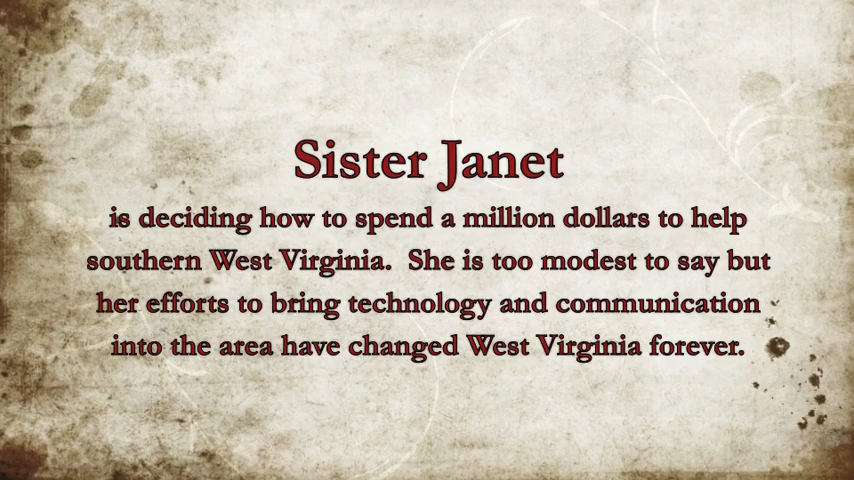 Sister Janet
is deciding how to spend a million dollars to help
southern West Virginia.  She is too modest to say but
her efforts to bring technology and communication
into the area have changed West Virginia forever.